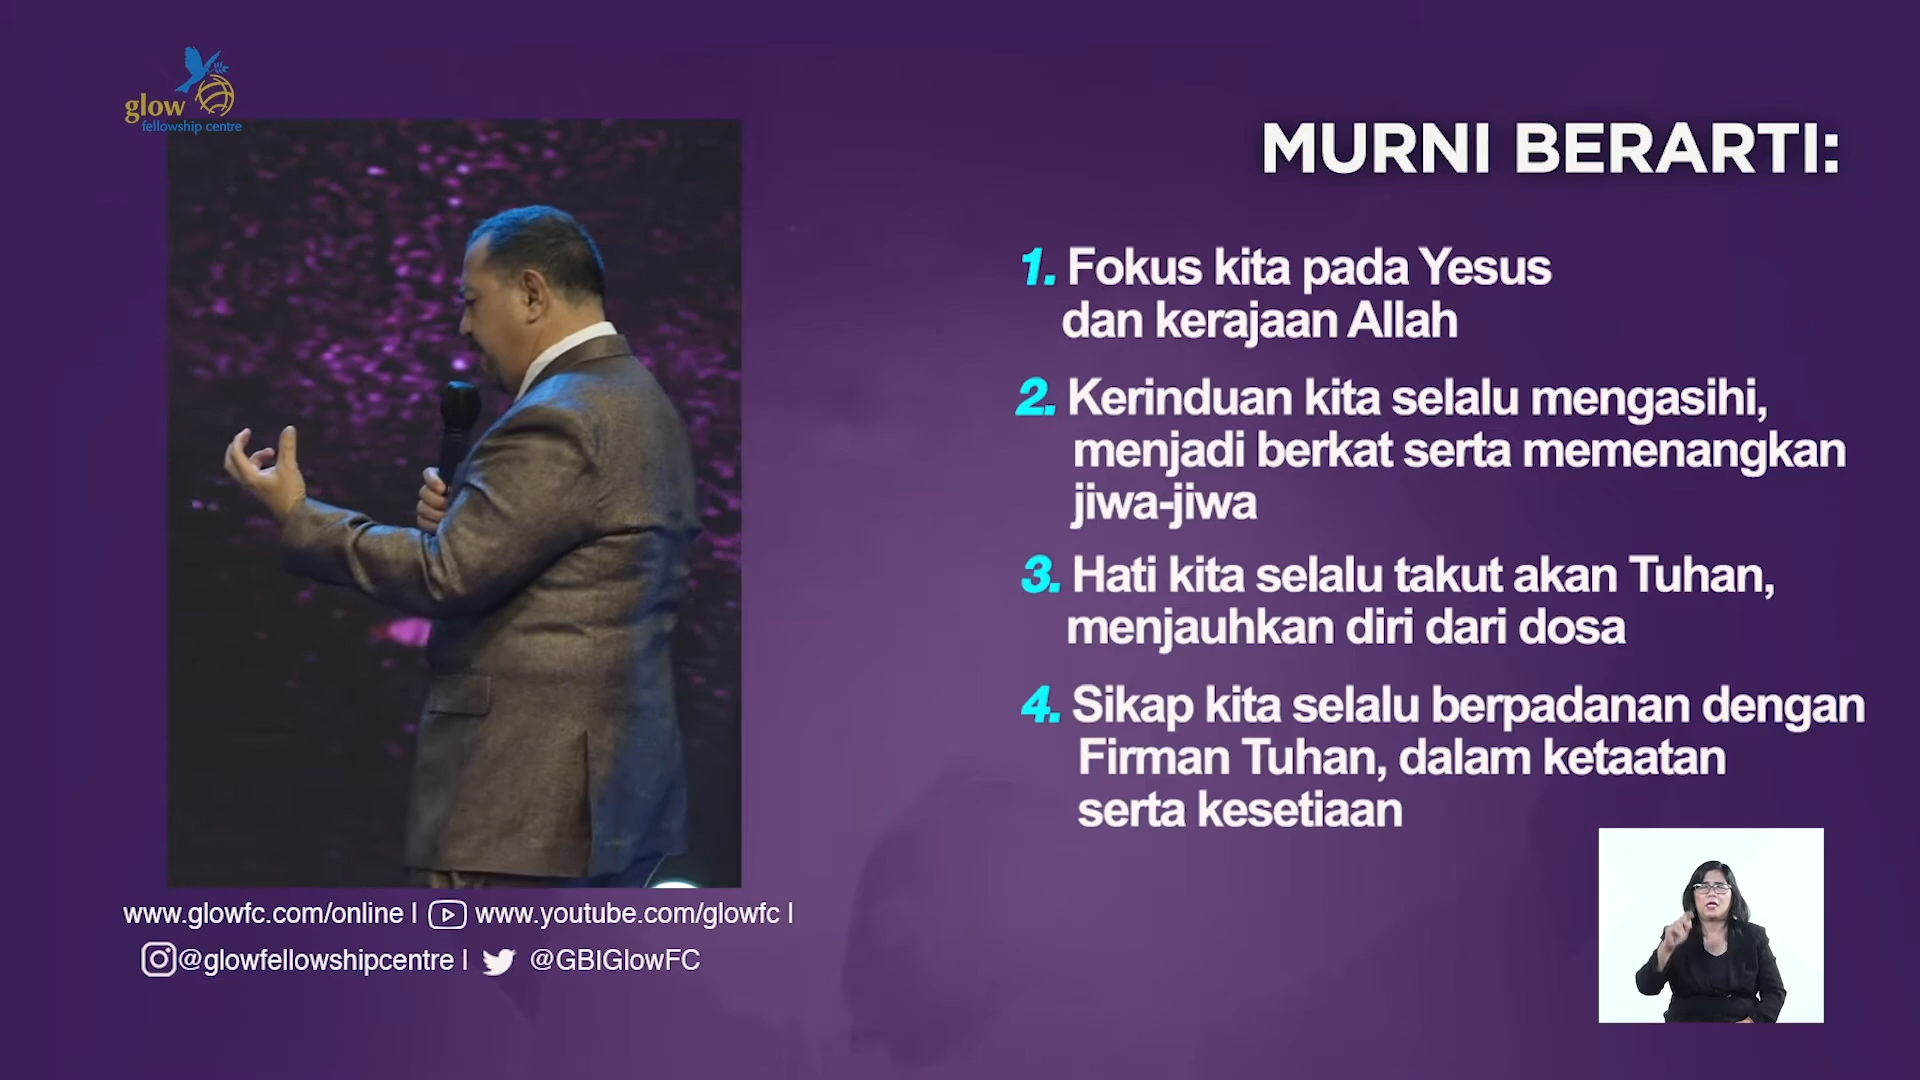 glow
fellowship centre
MURNI BERARTI:
1. Fokus kita pada Yesus
dan kerajaan Allah
2. Kerinduan kita selalu mengasihi,
menjadi berkat serta memenangkan
jiwa-jiwa
3. Hati kita selalu takut akan Tuhan,
menjauhkan diri dari dosa
4. Sikap kita selalu berpadanan dengan
Firman Tuhan, dalam ketaatan
serta kesetiaan
www.glowfc.com/online | www.youtube.com/glowfc |
@glowfellowshipcentre | @GBIGlowFC